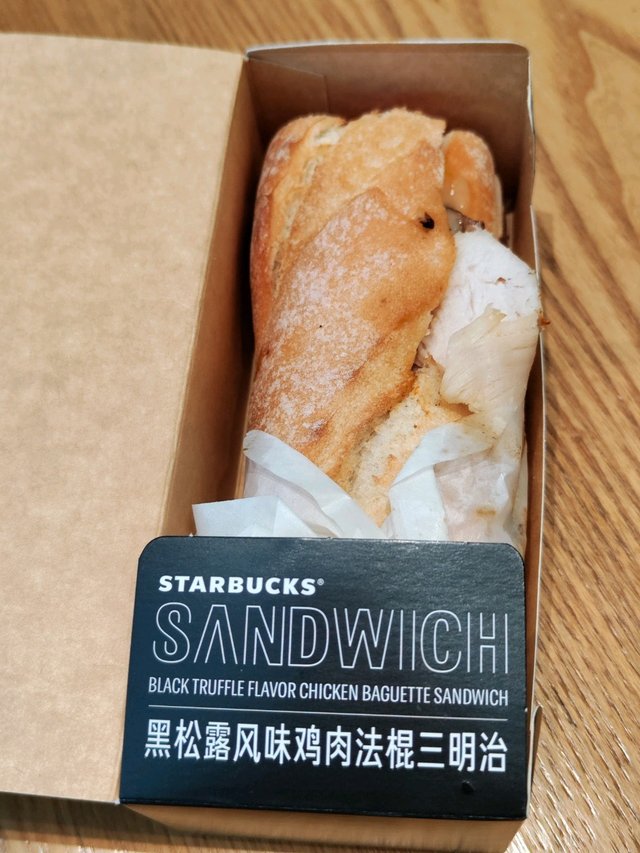 STARBUCKS®
SANDWICH
BLACK TRUFFLE FLAVOR CHICKEN BAGUETTE SANDWICH
黑松露风味鸡肉法棍三明治